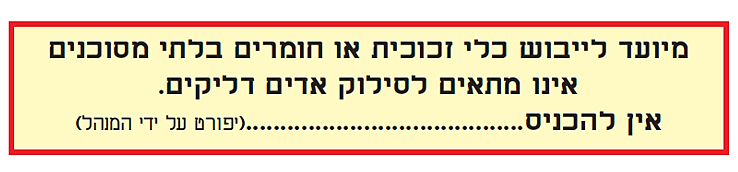 מיועד לייבוש כלי זכוכית או חומרים בלתי מסוכנים
אינו מתאים לסילוק אדים דליקים.
אין להכניס........................................(יפורט על ידי המנהל)